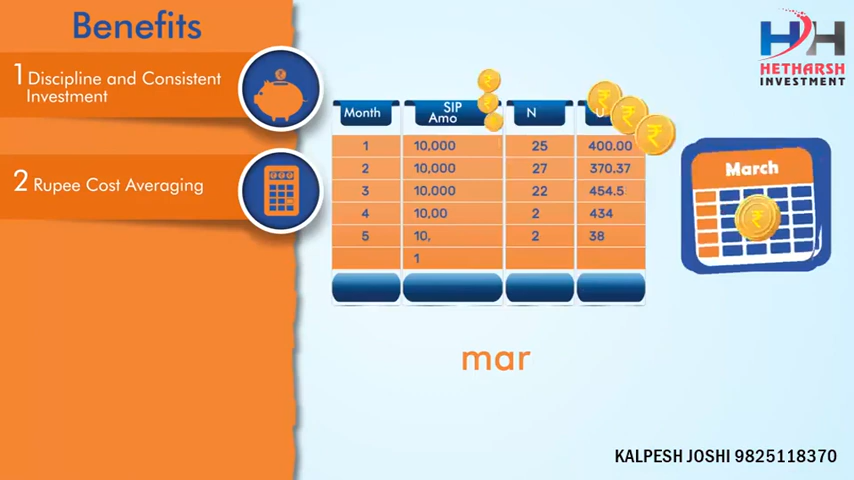 Benefits
1 Discipline and Consistent
Investment
2 Rupee Cost Averaging
HETHARSH
INVESTMENT
Month SIP Amo N U
1 10,000 25 400.00
2 10,000 27 370.37
3 10,000 22 454.5
4 10,00 2 434
5 10, 2 38
1
March
mar
KALPESH JOSHI 9825118370